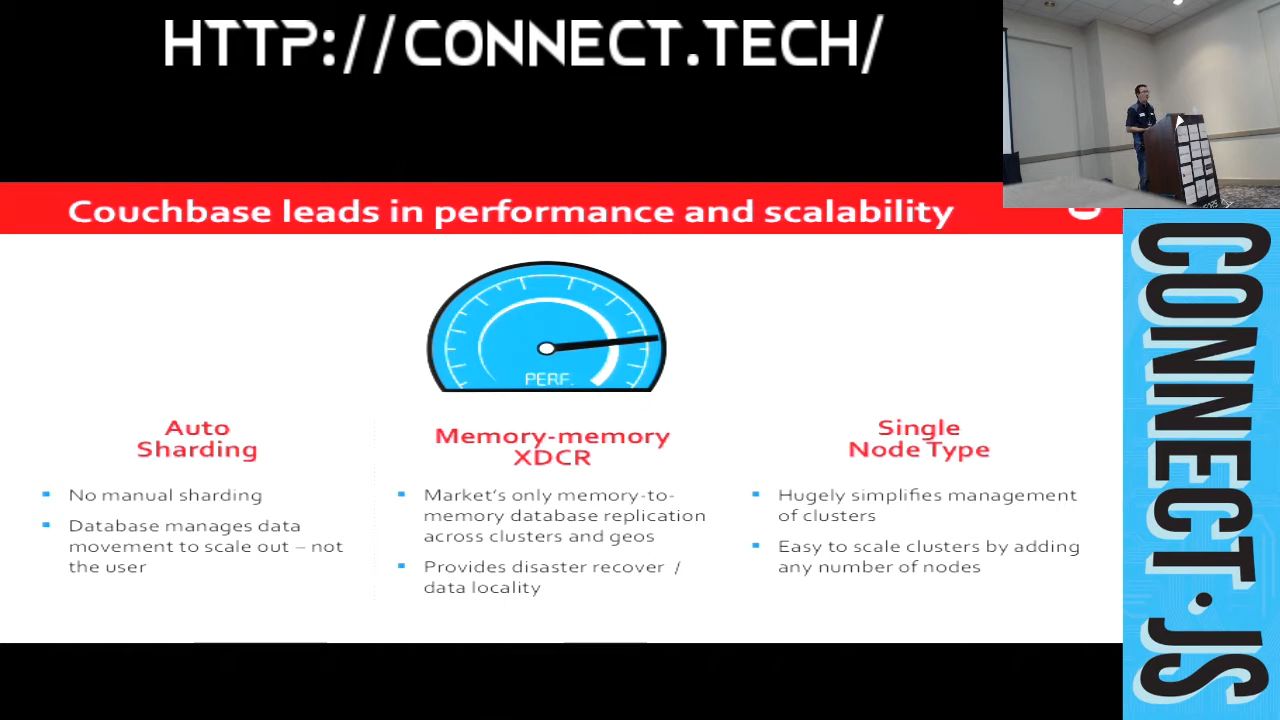 HTTP://CONNECT.TECH/
Couchbase leads in performance and scalability
PERF.
Auto
Sharding
No manual sharding
Database manages data
movement to scale out – not
the user
Memory-memory
XDCR
Market's only memory-to-
memory database replication
across clusters and geos
Provides disaster recover /
data locality
Single
Node Type
Hugely simplifies management
of clusters
Easy to scale clusters by adding
any number of nodes
CONNECT.JS